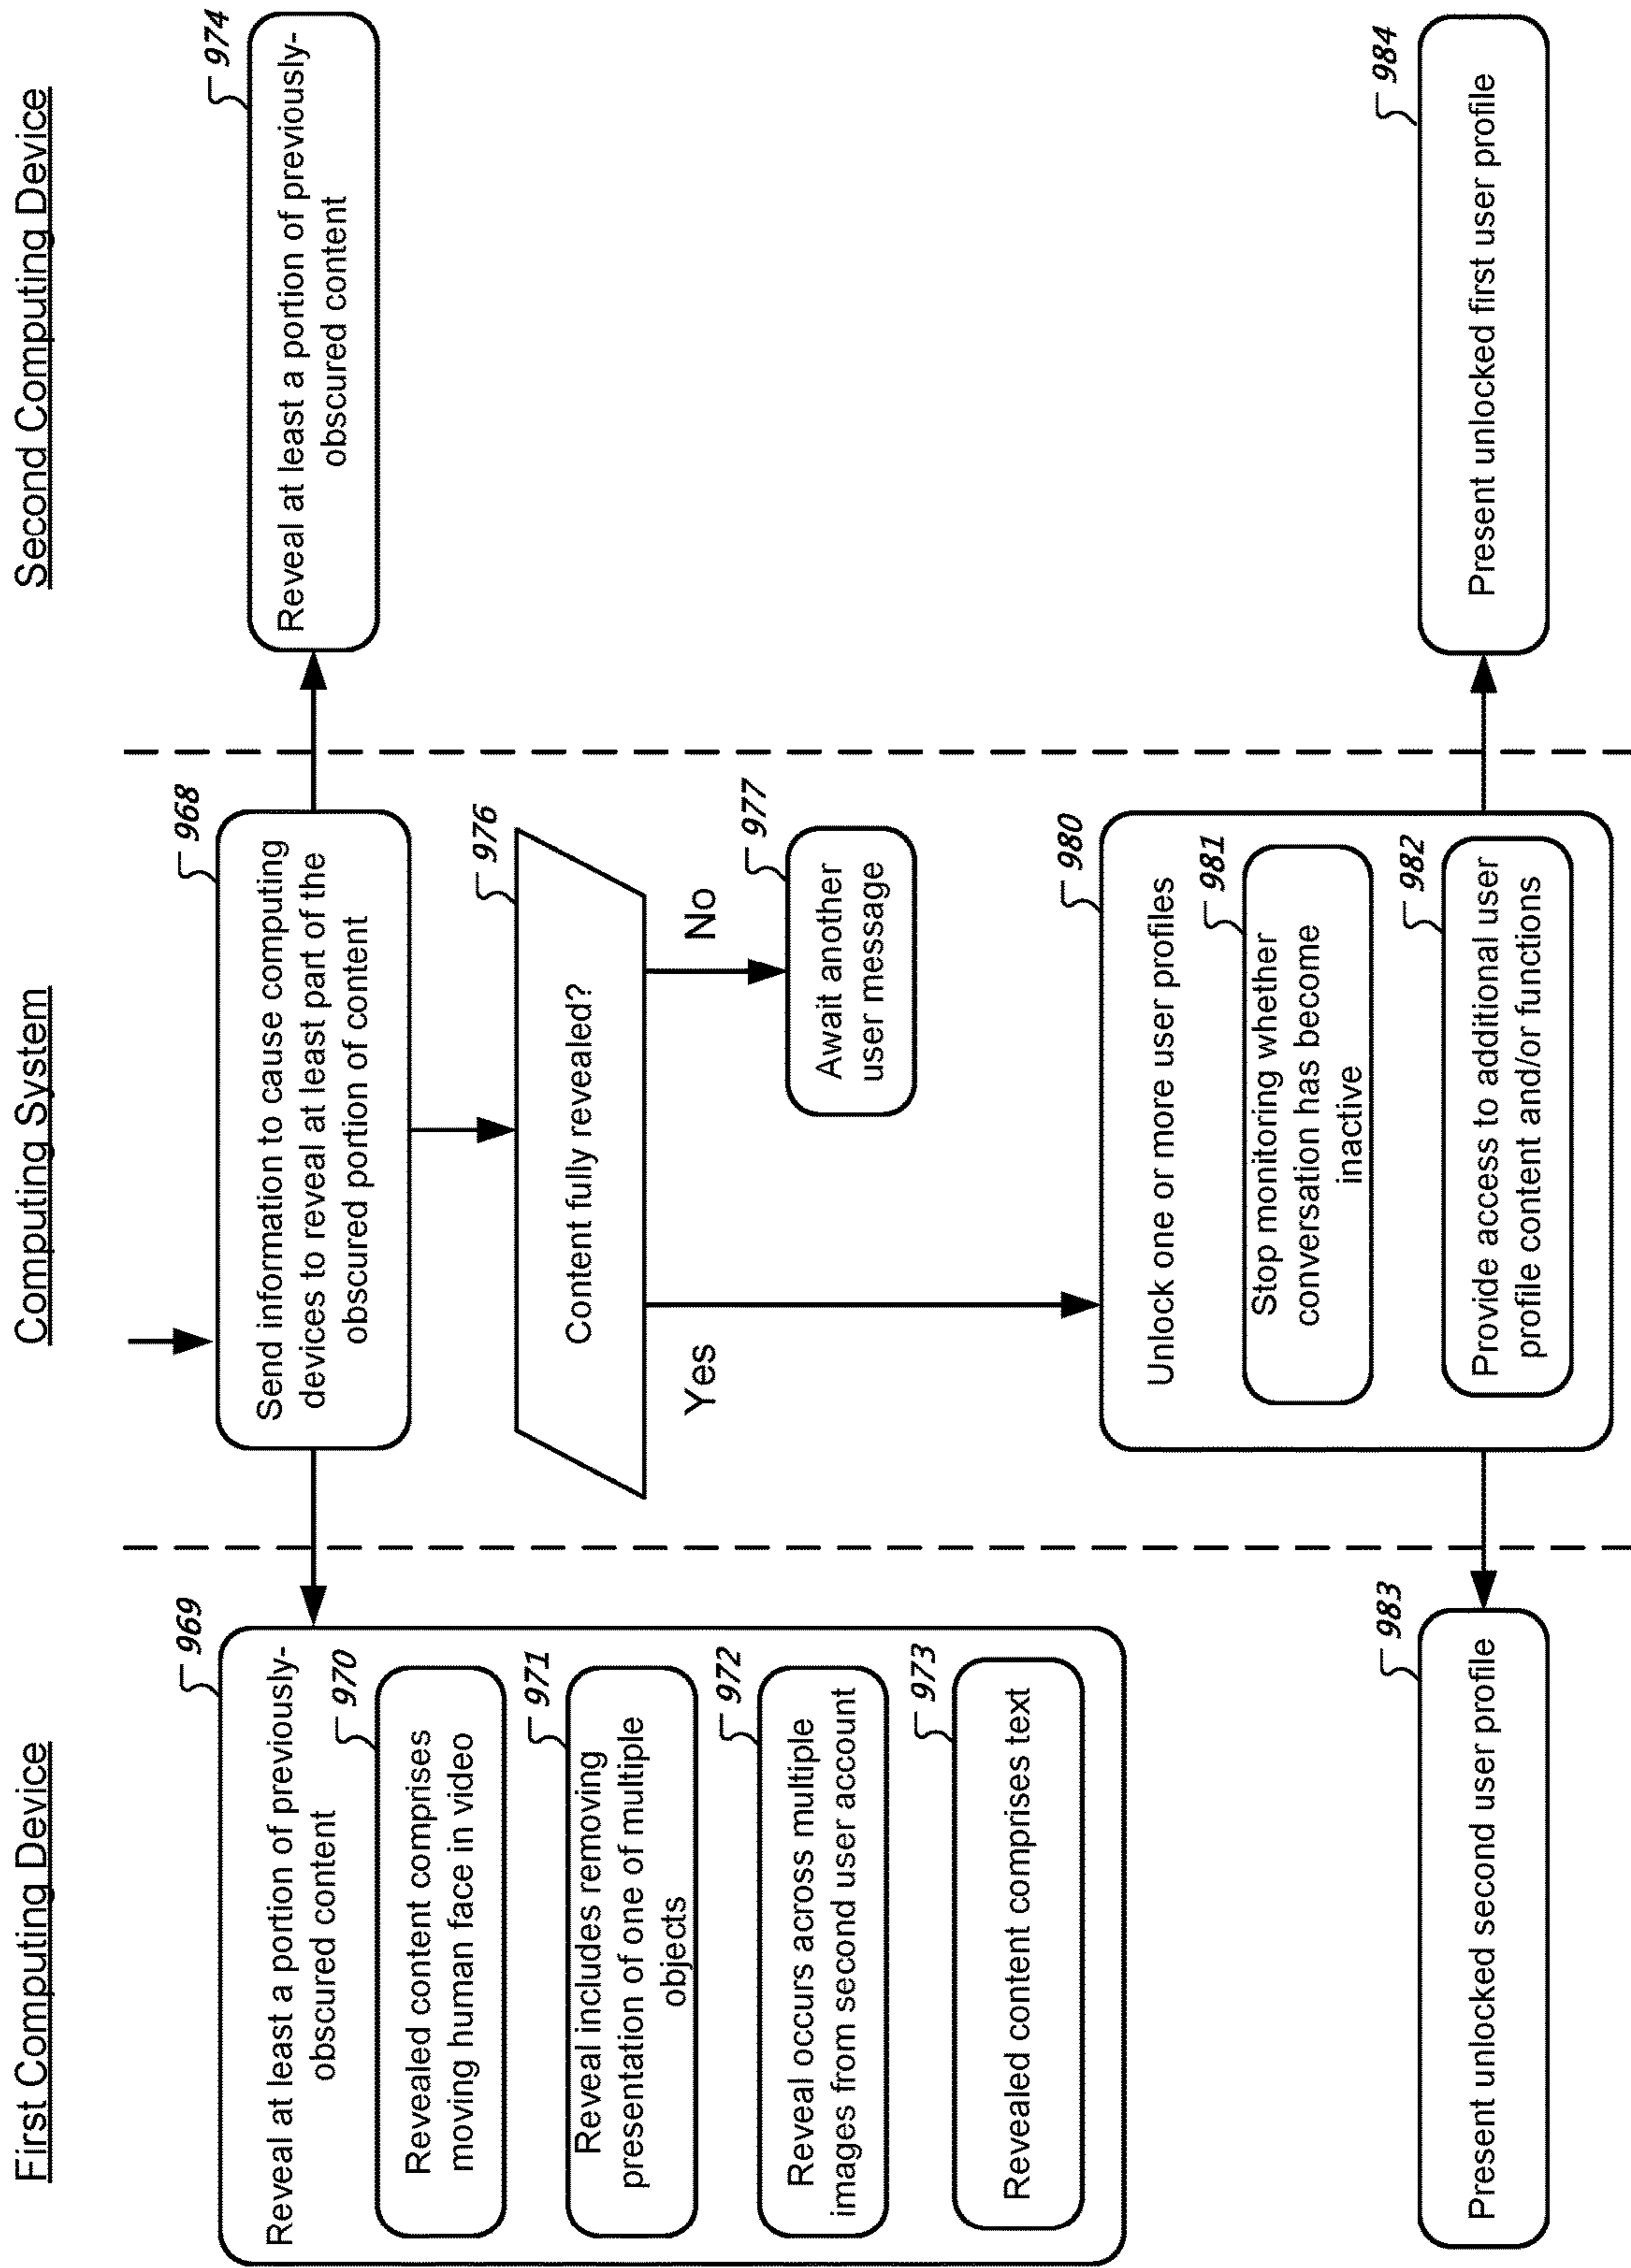 First Computing Device
Computing System
Second Computing Device
969
Reveal at least a portion of previously-
obscured content
970
Revealed content comprises
moving human face in video
971
Reveal includes removing
presentation of one of multiple
objects
972
Reveal occurs across multiple
images from second user account
973
Revealed content comprises text
968
Send information to cause computing
devices to reveal at least part of the
obscured portion of content
974
Reveal at least a portion of previously-
obscured content
976
Content fully revealed?
Yes
No
977
Await another
user message
980
Unlock one or more user profiles
981
Stop monitoring whether
conversation has become
inactive
982
Provide access to additional user
profile content and/or functions
983
Present unlocked second user profile
984
Present unlocked first user profile